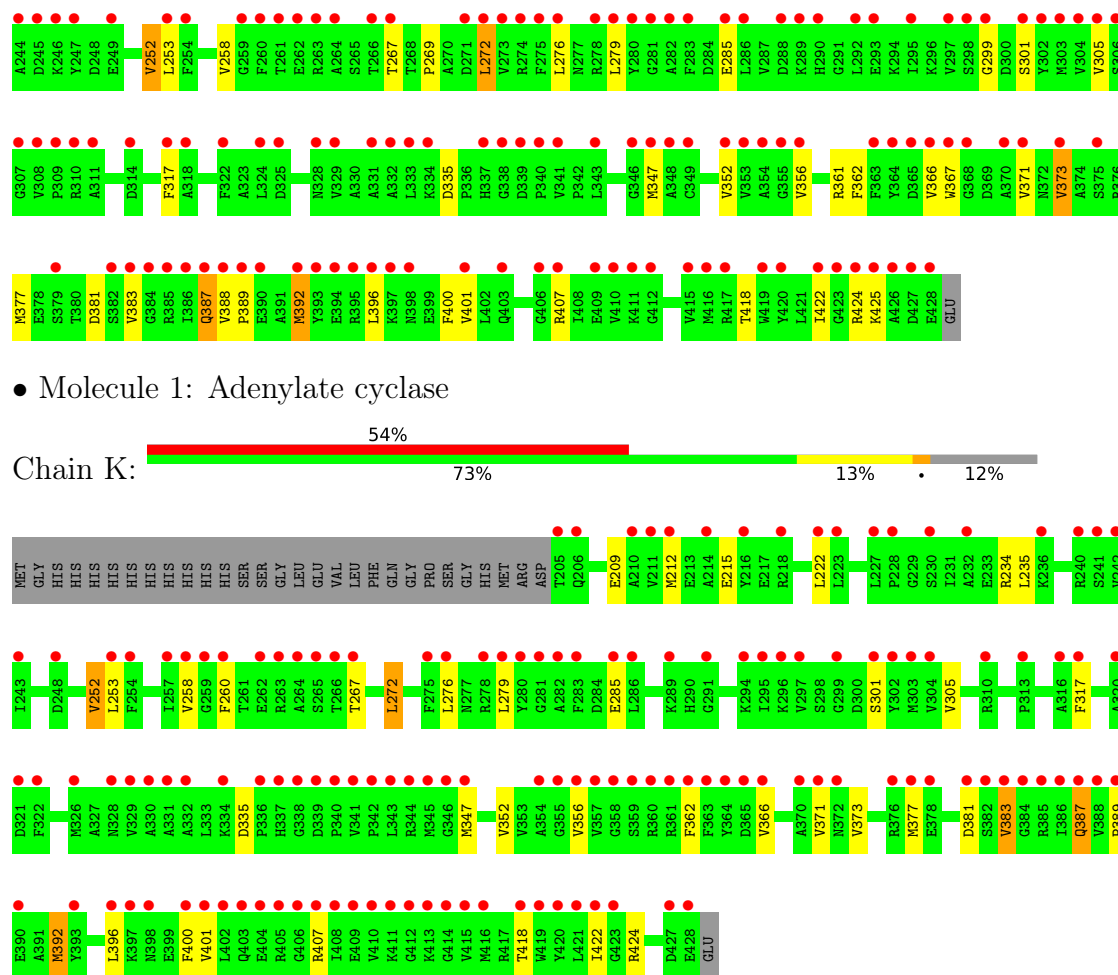 A244 D245 K246 Y247 D248 E249 V252 L253 F254 V258 G259 F260 T261 E262 R263 A264 S265 T266 T267 T268 P269 A270 D271 L272 V273 R274 F275 L276 N277 R278 L279 Y280 G281 A282 F283 D284 E285 L286 V287 D288 K289 H290 G291 L292 E293 K294 I295 K296 V297 S298 G299 D300 S301 Y302 M303 V304 V305 S306
G307 V308 P309 R310 A311 D314 F317 A318 F322 A323 L324 D325 N328 V329 A330 A331 A332 L333 K334 D335 P336 H337 G338 D339 P340 V341 P342 L343 G346 M347 A348 C349 V352 V353 A354 G355 V356 R361 F362 F363 Y364 D365 V366 W367 G368 D369 A370 V371 N372 V373 A374 S375 R376
M377 E378 S379 T380 D381 S382 V383 G384 R385 I386 Q387 V388 P389 E390 A391 M392 Y393 E394 R395 L396 K397 N398 E399 F400 V401 L402 Q403 G406 R407 I408 E409 V410 K411 G412 V415 M416 R417 T418 W419 Y420 L421 I422 G423 R424 K425 A426 D427 E428 GLU
• Molecule 1: Adenylate cyclase
54%
Chain K:
73% 13% • 12%
MET GLY HIS HIS HIS HIS HIS HIS HIS HIS HIS HIS SER SER GLY LEU GLU VAL LEU PHE GLN GLY PRO SER GLY HIS MET ARG ASP T205 Q206 E209 A210 V211 M212 E213 A214 E215 Y216 E217 R218 L222 L223 L227 P228 G229 S230 I231 A232 E233 R234 L235 K236 R240 S241 V242
I243 D248 V252 L253 F254 I257 V258 G259 F260 T261 E262 R263 A264 S265 T266 T267 L272 F275 L276 N277 R278 L279 Y280 G281 A282 F283 D284 E285 L286 K289 H290 G291 K294 I295 K296 V297 S298 G299 D300 S301 Y302 M303 V304 V305 R310 P313 A316 F317 A320
D321 F322 M326 A327 N328 V329 A330 A331 A332 L333 K334 D335 P336 H337 G338 D339 P340 V341 P342 L343 R344 M345 G346 M347 V352 V353 A354 G355 V356 V357 G358 S359 R360 R361 F362 F363 Y364 D365 V366 A370 V371 N372 V373 R376 M377 E378 D381 S382 V383 G384 R385 I386 Q387 V388 P389
E390 A391 M392 Y393 L396 K397 N398 E399 F400 V401 L402 Q403 E404 R405 G406 R407 I408 E409 V410 K411 G412 K413 G414 V415 M416 R417 T418 W419 Y420 L421 I422 G423 R424 D427 E428 GLU